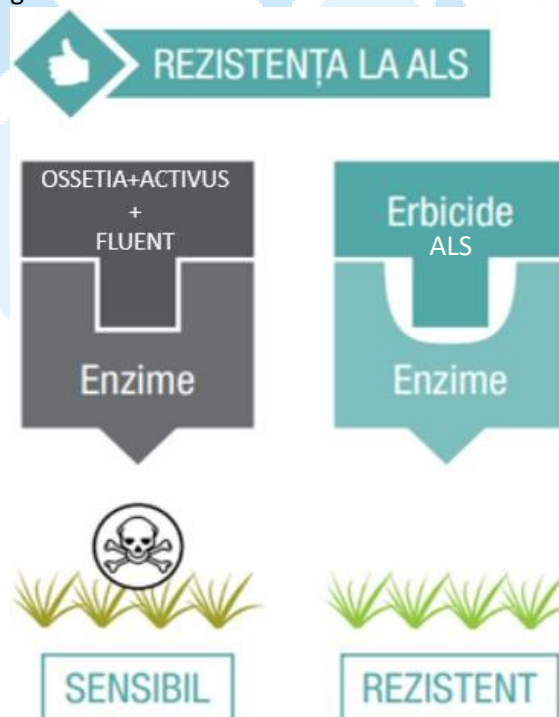 REZISTENȚA LA ALS
OSSETIA+ACTIVUS
+
FLUENT
Enzime
SENSIBIL
Erbicide
ALS
Enzime
REZISTENT